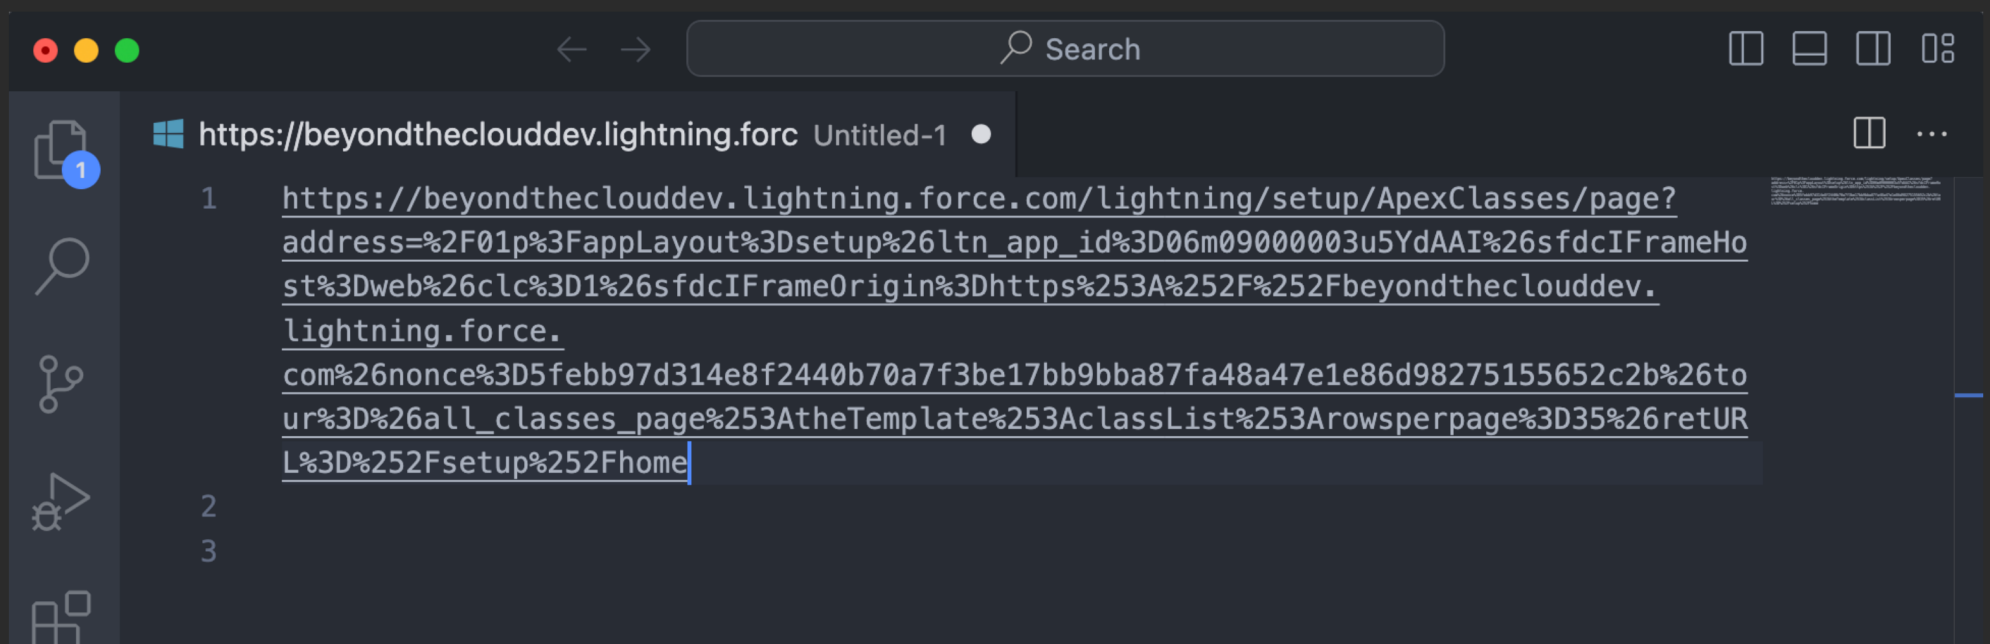 Search
https://beyondtheclouddev.lightning.forc Untitled-1
1
1 https://beyondtheclouddev.lightning.force.com/lightning/setup/ApexClasses/page?
address=%2F01p%3FappLayout%3Dsetup%26ltn_app_id%3D06m09000003u5YdAAI%26sfdcIFrameHo
st%3Dweb%26clc%3D1%26sfdcIFrameOrigin%3Dhttps%253A%252F%252Fbeyondtheclouddev.
lightning.force.
com%26nonce%3D5febb97d314e8f2440b70a7f3be17bb9bba87fa48a47e1e86d98275155652c2b%26to
ur%3D%26all_classes_page%253AtheTemplate%253AclassList%253Arowsperpage%3D35%26retUR
L%3D%252Fsetup%252Fhome
2
3